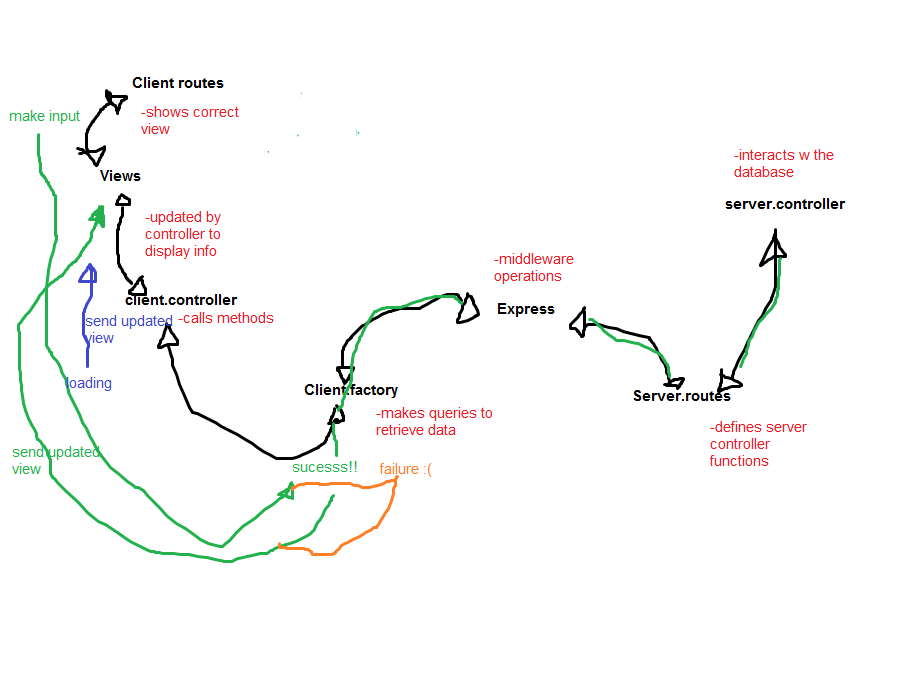 Client routes
make input
-shows correct
view
Views
-updated by
controller to
display info
client.controller
-calls methods
send updated
view
loading
-middleware
operations
Express
-interacts w the
database
server.controller
Client.factory
-makes queries to
retrieve data
Server.routes
-defines server
controller
functions
send updated
view
sucesss!!
failure :(